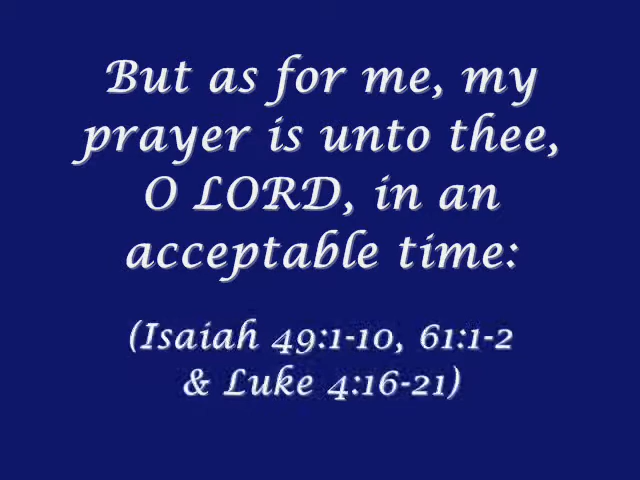 But as for me, my
prayer is unto thee,
O LORD, in an
acceptable time:
(Isaiah 49:1-10, 61:1-2
& Luke 4:16-21)